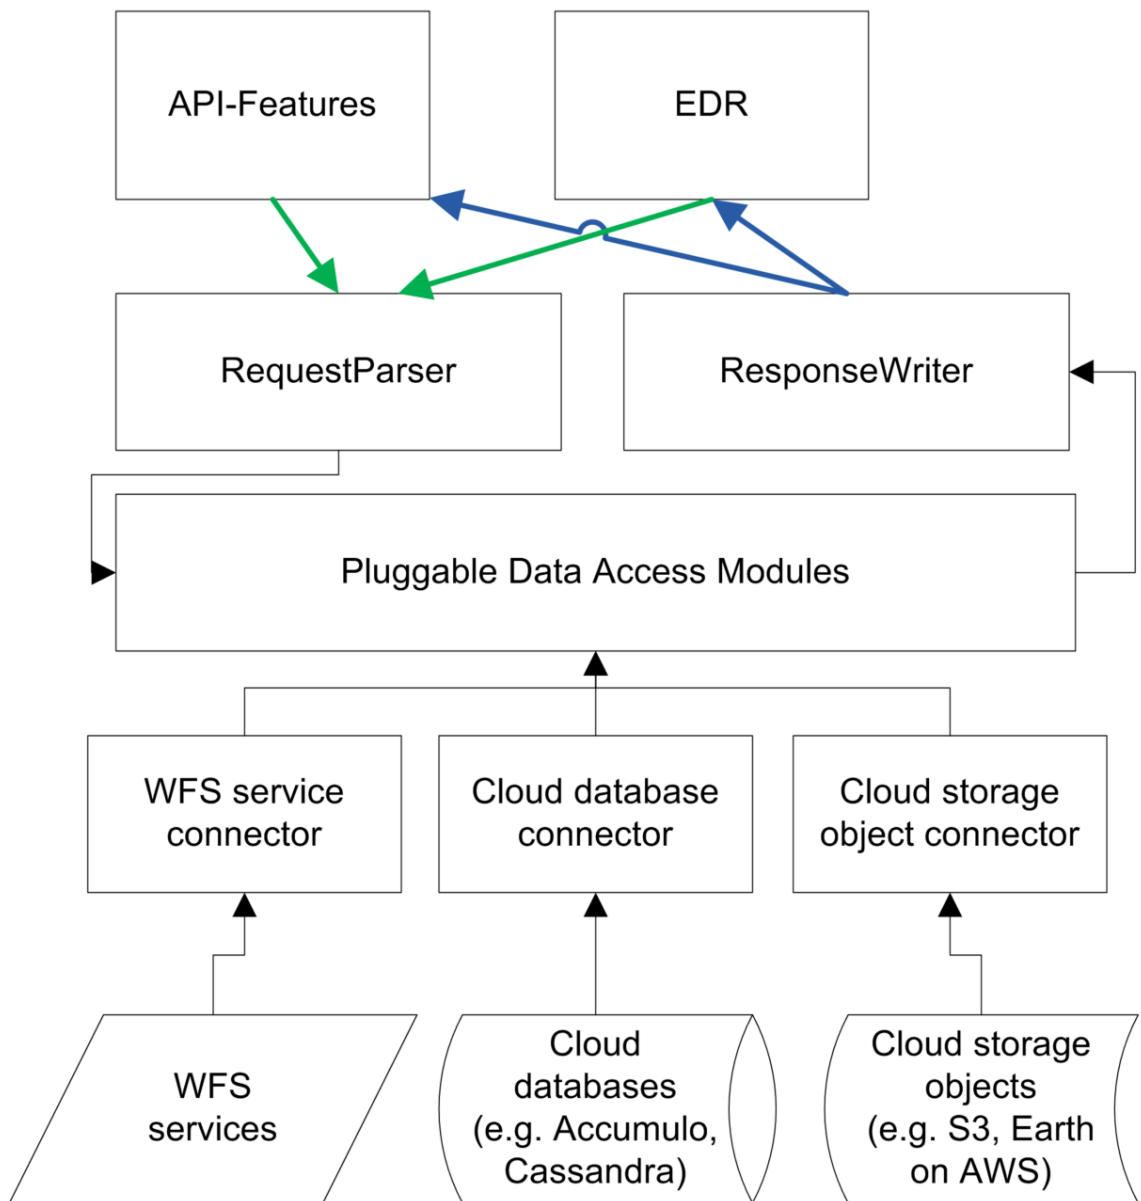 API-Features
EDR
RequestParser
ResponseWriter
Pluggable Data Access Modules
WFS service
connector
Cloud database
connector
Cloud storage
object connector
WFS
services
Cloud
databases
(e.g. Accumulo,
Cassandra)
Cloud storage
objects
(e.g. S3, Earth
on AWS)